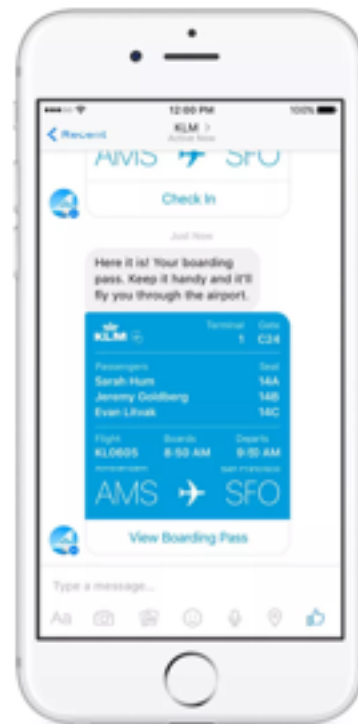 12:00 PM
100%
Recent
KLM >
Active Now
AMS SFO
Check In
Just Now
Here it is! Your boarding
pass. Keep it handy and it'll
fly you through the airport.
KLM
Terminal Gate
1 C24
Passengers Seat
Sarah Hum 14A
Jeremy Goldberg 14B
Evan Litvak 14C
Flight Boards Departs
KL0605 8:50 AM 9:50 AM
SAN FRANCISCO
AMS SFO
View Boarding Pass
Type a message...
Aa